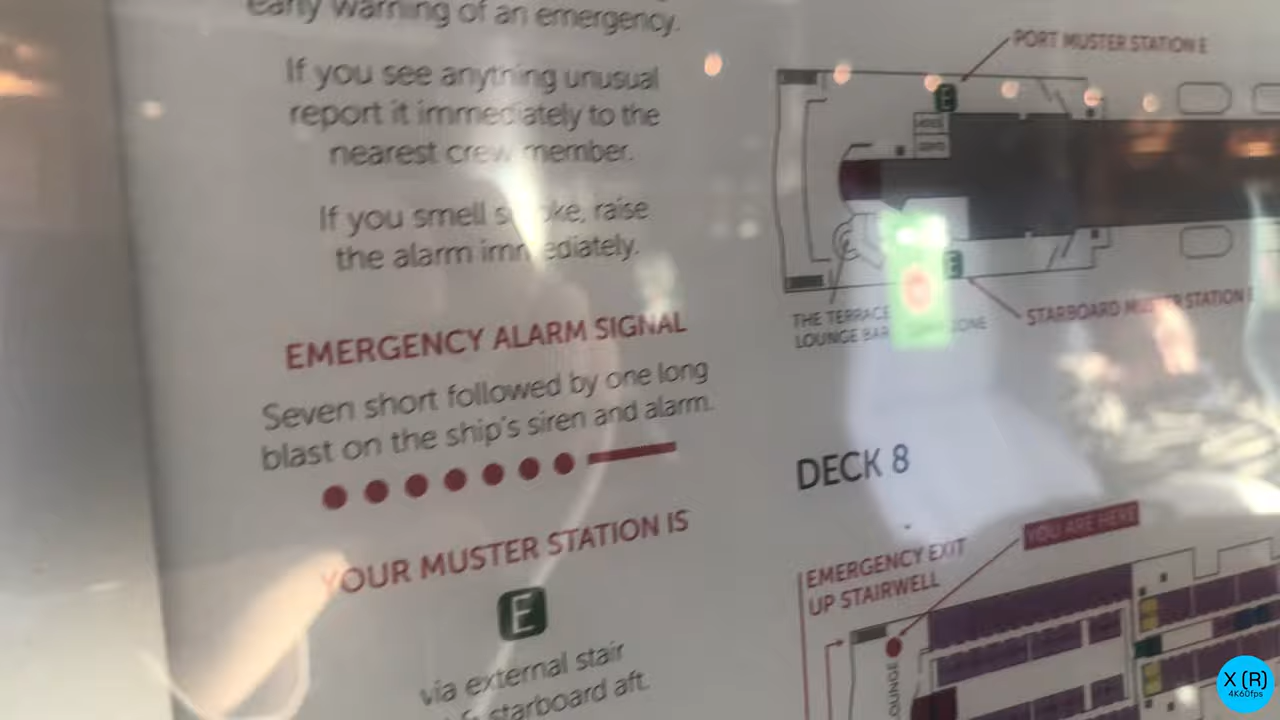 early warning of an emergency.
If you see anything unusual
report it immediately to the
nearest crew member.
If you smell smoke, raise
the alarm immediately.
EMERGENCY ALARM SIGNAL
Seven short followed by one long
blast on the ship's siren and alarm.
YOUR MUSTER STATION IS
E
via external stair
starboard aft.
PORT MUSTER STATION E
E
E
THE TERRACE
LOUNGE BAR
ZONE
STARBOARD MUSTER STATION E
DECK 8
YOU ARE HERE
EMERGENCY EXIT
UP STAIRWELL
LOUNGE
X (R)
4K60fps